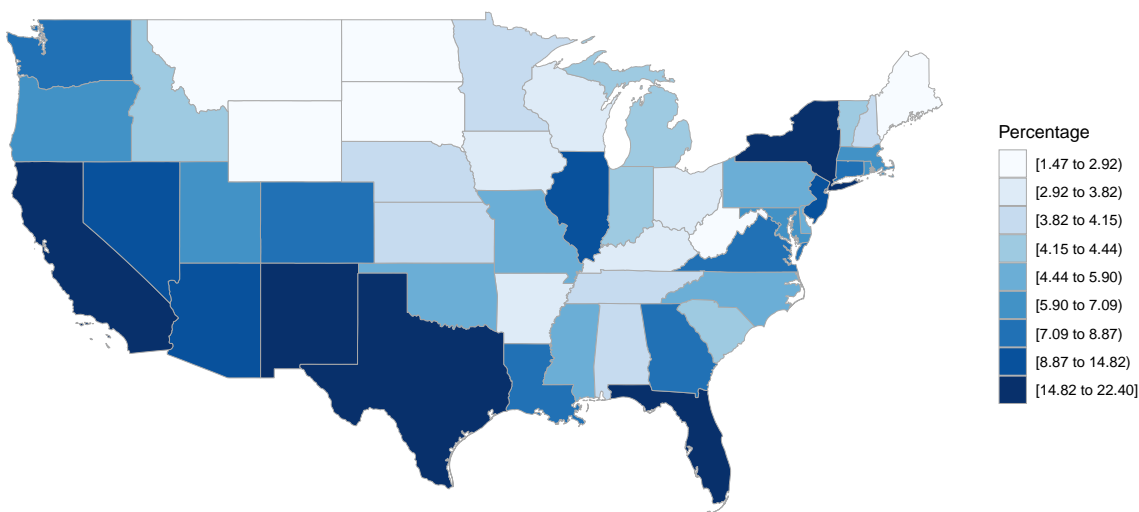 Percentage
[1.47 to 2.92)
[2.92 to 3.82)
[3.82 to 4.15)
[4.15 to 4.44)
[4.44 to 5.90)
[5.90 to 7.09)
[7.09 to 8.87)
[8.87 to 14.82)
[14.82 to 22.40]